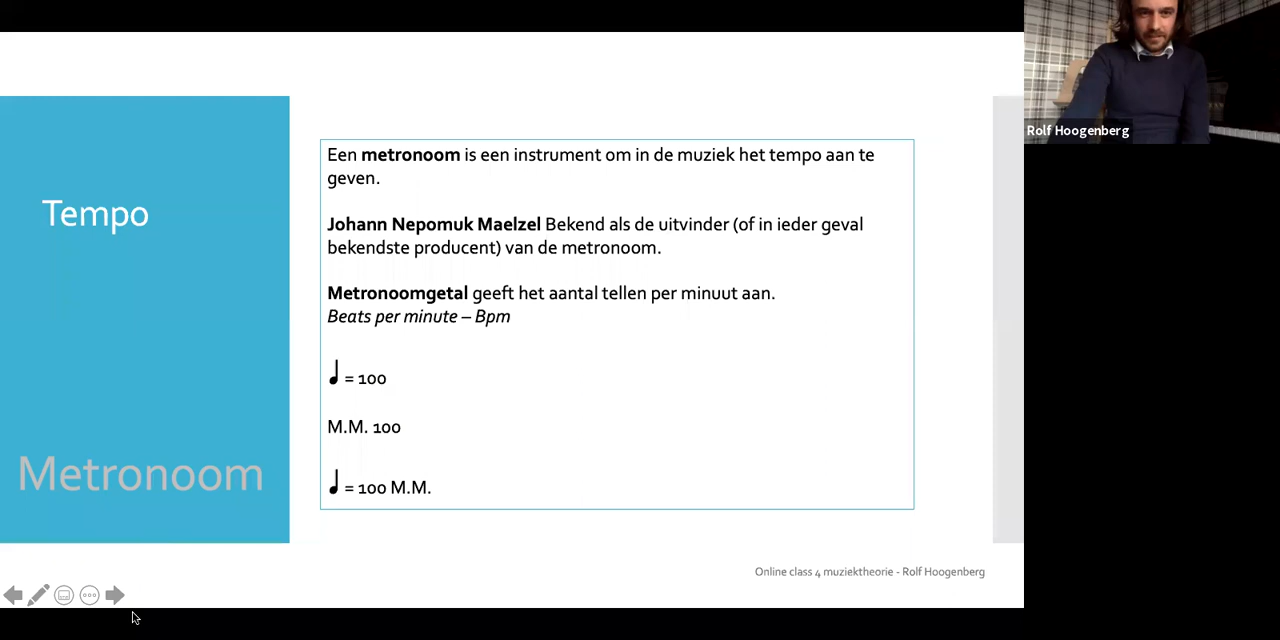 Tempo
Metronoom
Een metronoom is een instrument om in de muziek het tempo aan te
geven.
Johann Nepomuk Maelzel Bekend als de uitvinder (of in ieder geval
bekendste producent) van de metronoom.
Metronoomgetal geeft het aantal tellen per minuut aan.
Beats per minute – Bpm
♩ = 100
M.M. 100
♩ = 100 M.M.
Online class 4 muziektheorie - Rolf Hoogenberg
Rolf Hoogenberg